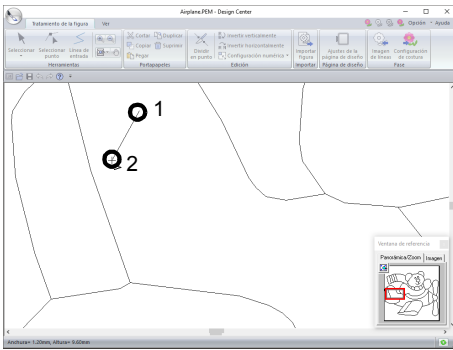 Airplane.PEM - Design Center
Tratamiento de la figura Ver Opción Ayuda
Seleccionar Seleccionar punto Línea de entrada
Cortar Duplicar
Copiar Suprimir
Pegar
Dividir en punto
Invertir verticalmente
Invertir horizontalmente
Configuración numérica
Importar figura
Ajustes de la página de diseño
Imagen de líneas
Configuración de costura
Herramientas Portapapeles Edición Importar Página de diseño Fase
1
2
Ventana de referencia
Panorámica/Zoom Imagen
Anchura= 1.20mm, Altura= 9.60mm